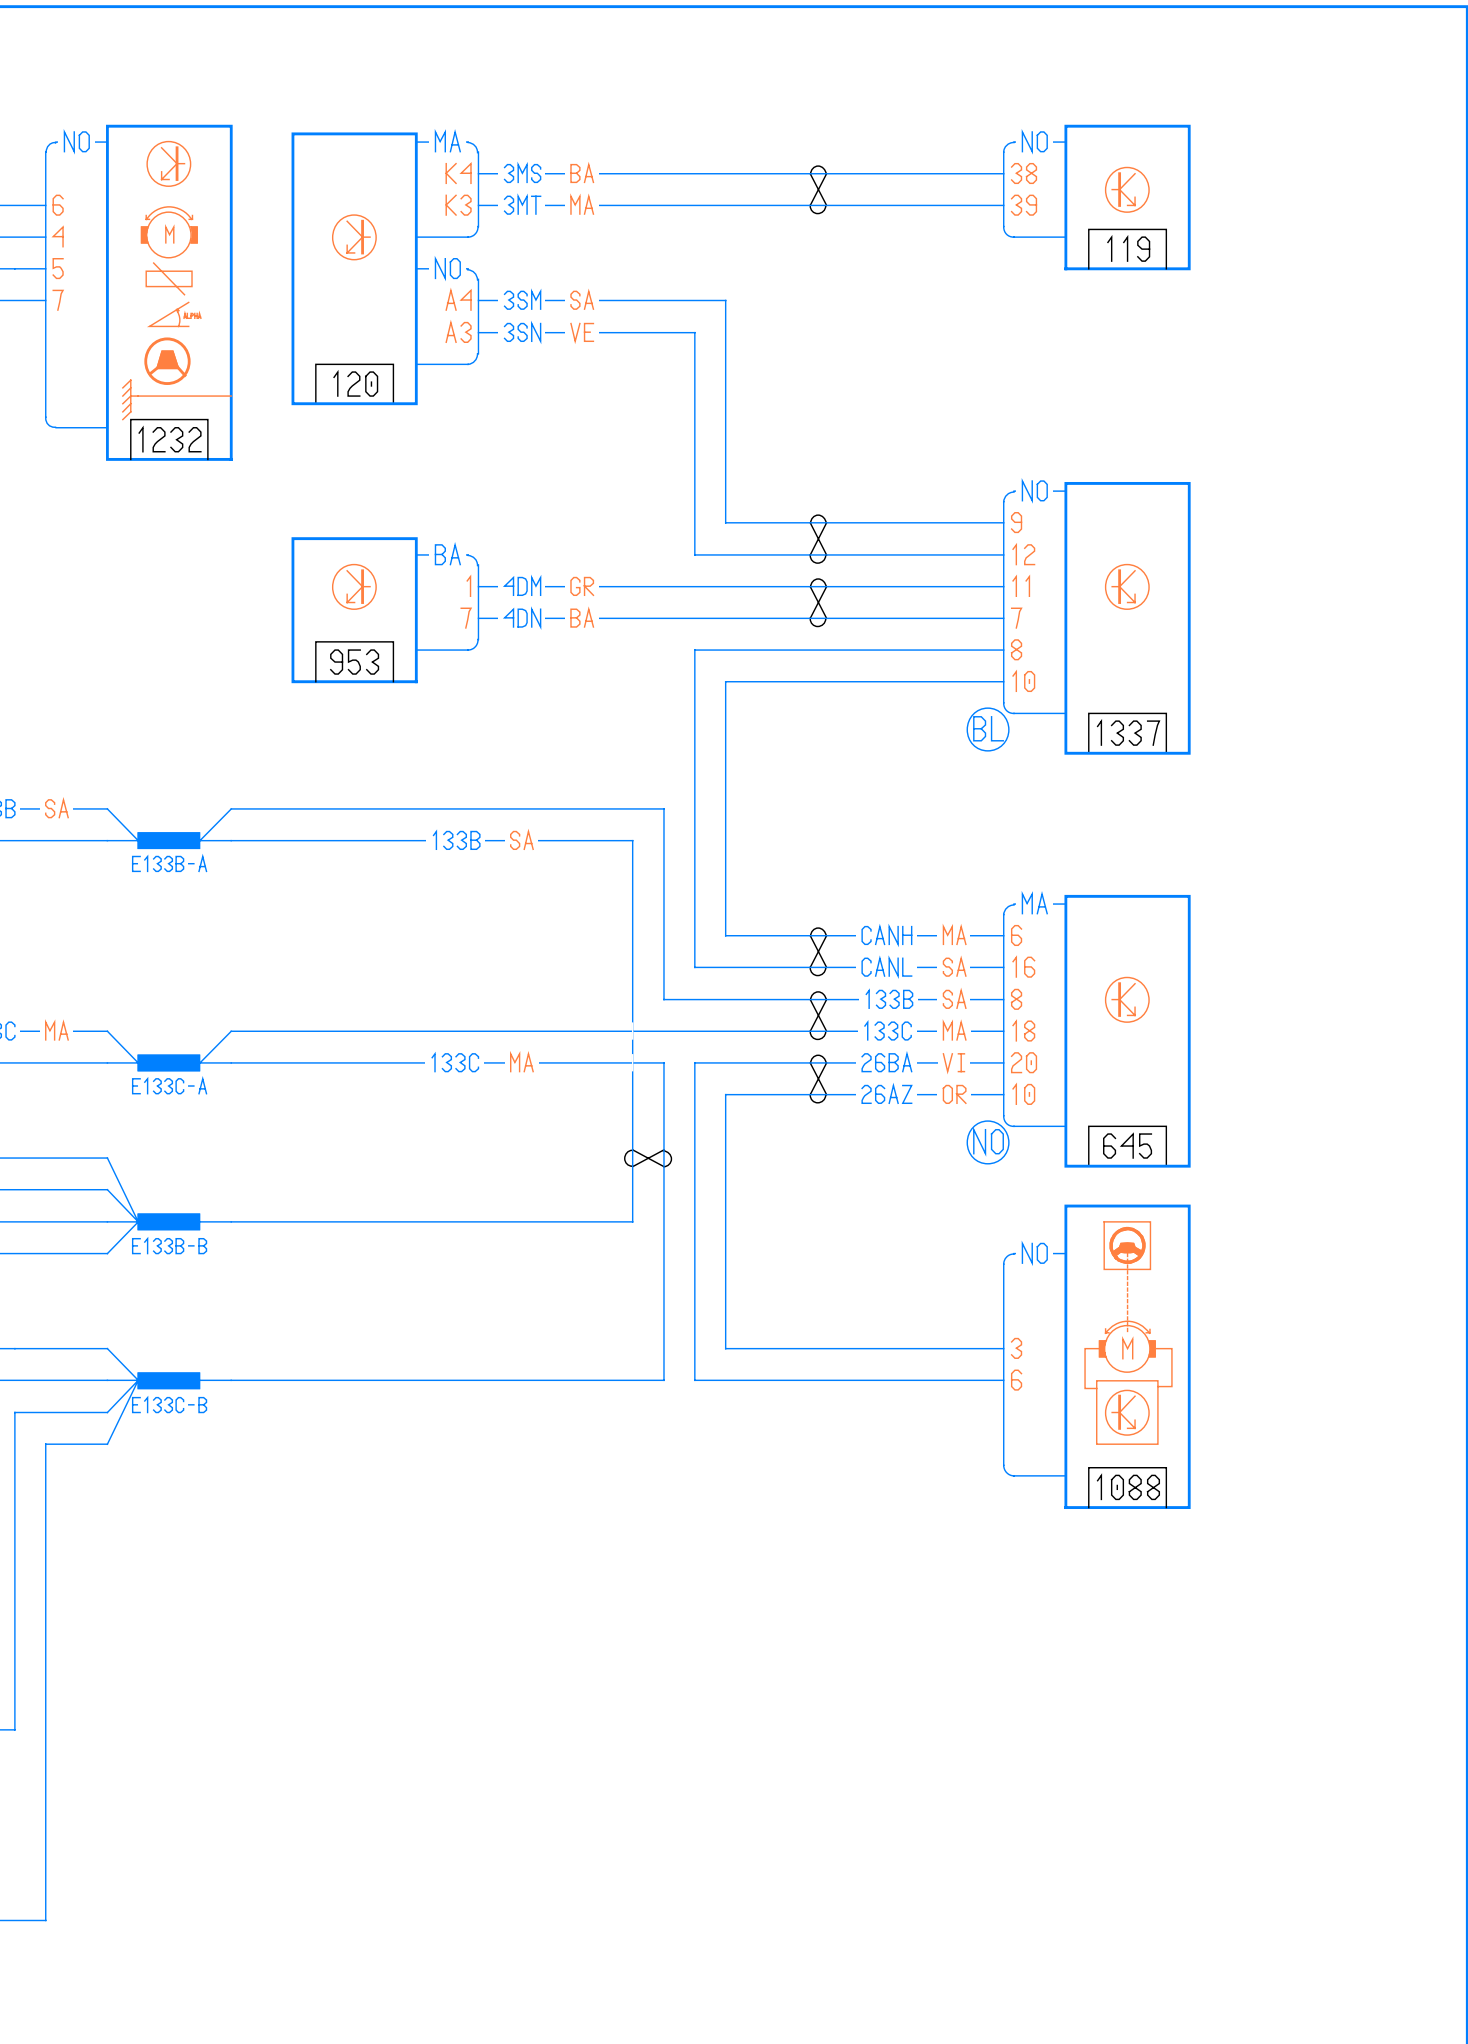 NO
6
4
5
7
M
ALPHA
1232
MA
K4 3MS BA
K3 3MT MA
NO
A4 3SM SA
A3 3SN VE
120
NO
38
39
119
BA
1 4DM GR
7 4DN BA
953
NO
9
12
11
7
8
10
BL
1337
B SA
E133B-A
133B SA
C MA
E133C-A
133C MA
MA
CANH MA 6
CANL SA 16
133B SA 8
133C MA 18
26BA VI 20
26AZ OR 10
NO
645
E133B-B
E133C-B
NO
3
6
M
1088